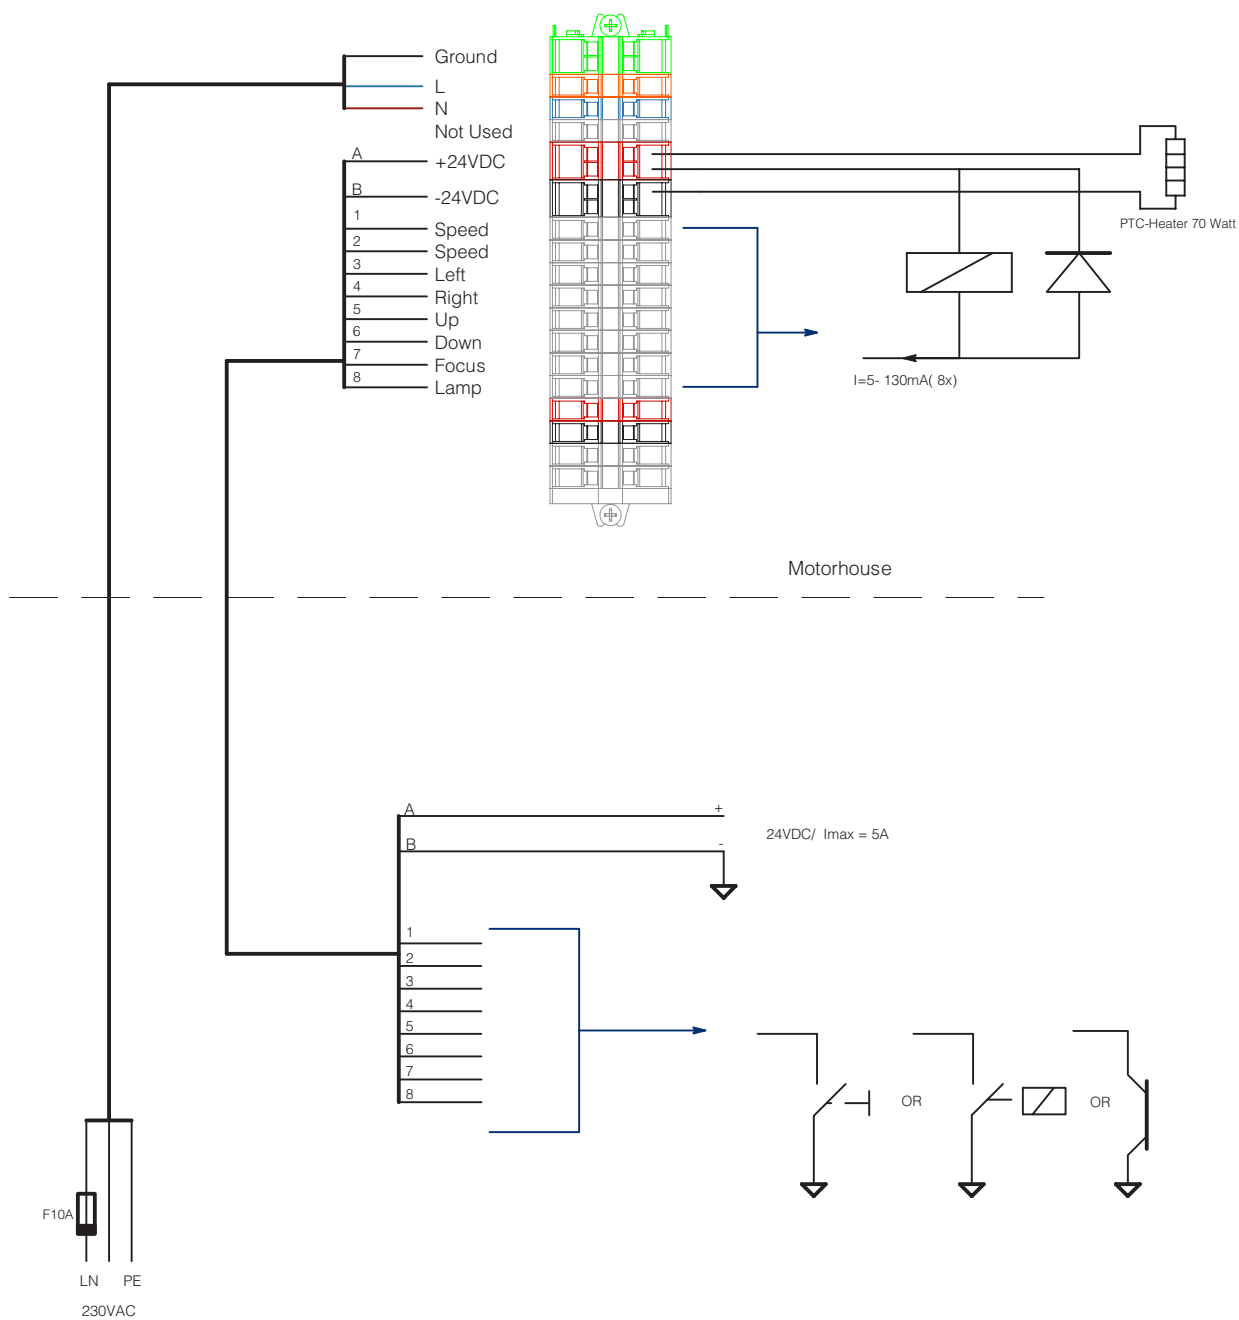 Ground
L
N
Not Used
A
+24VDC
B
-24VDC
1
Speed
2
Speed
3
Left
4
Right
5
Up
6
Down
7
Focus
8
Lamp
PTC-Heater 70 Watt
I=5- 130mA( 8x)
Motorhouse
A
+
24VDC/ Imax = 5A
B
-
1
2
3
4
5
6
7
8
OR
OR
F10A
LN PE
230VAC